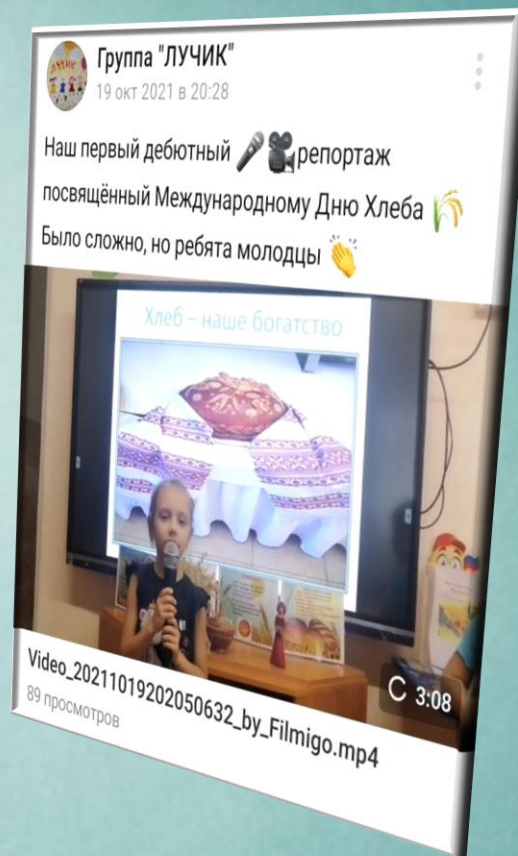 Группа "ЛУЧИК"
19 окт 2021 в 20:28
Наш первый дебютный 🎤🎥репортаж
посвящённый Международному Дню Хлеба 🌾
Было сложно, но ребята молодцы 👏
Хлеб – наше богатство
3:08
Video_20211019202050632_by_Filmigo.mp4
89 просмотров